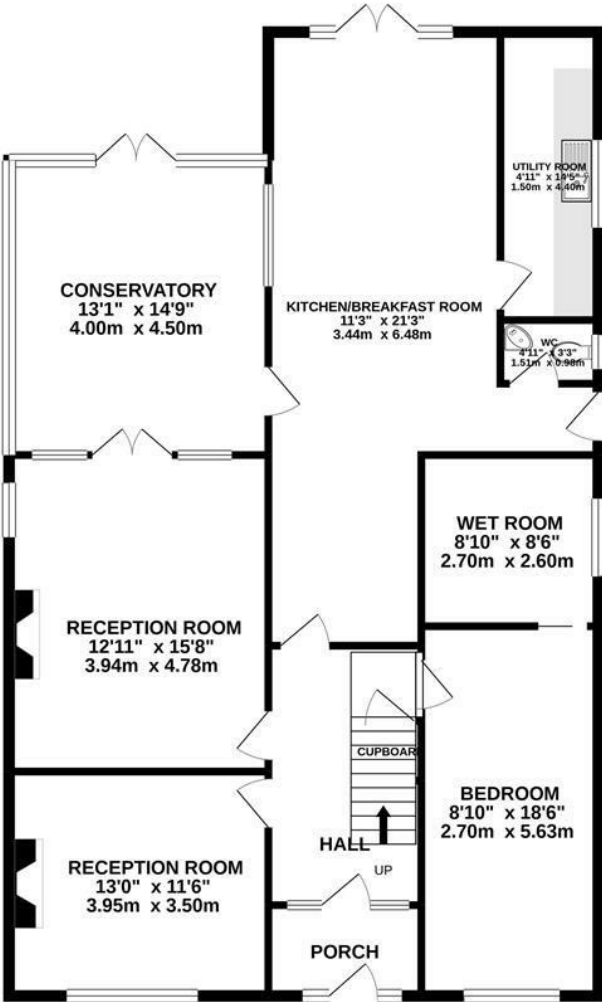 UTILITY ROOM
4'11" x 14'5"
1.50m x 4.40m
CONSERVATORY
13'1" x 14'9"
4.00m x 4.50m
KITCHEN/BREAKFAST ROOM
11'3" x 21'3"
3.44m x 6.48m
WC
4'11" x 3'3"
1.51m x 0.98m
WET ROOM
8'10" x 8'6"
2.70m x 2.60m
RECEPTION ROOM
12'11" x 15'8"
3.94m x 4.78m
CUPBOAR
BEDROOM
8'10" x 18'6"
2.70m x 5.63m
HALL
UP
RECEPTION ROOM
13'0" x 11'6"
3.95m x 3.50m
PORCH